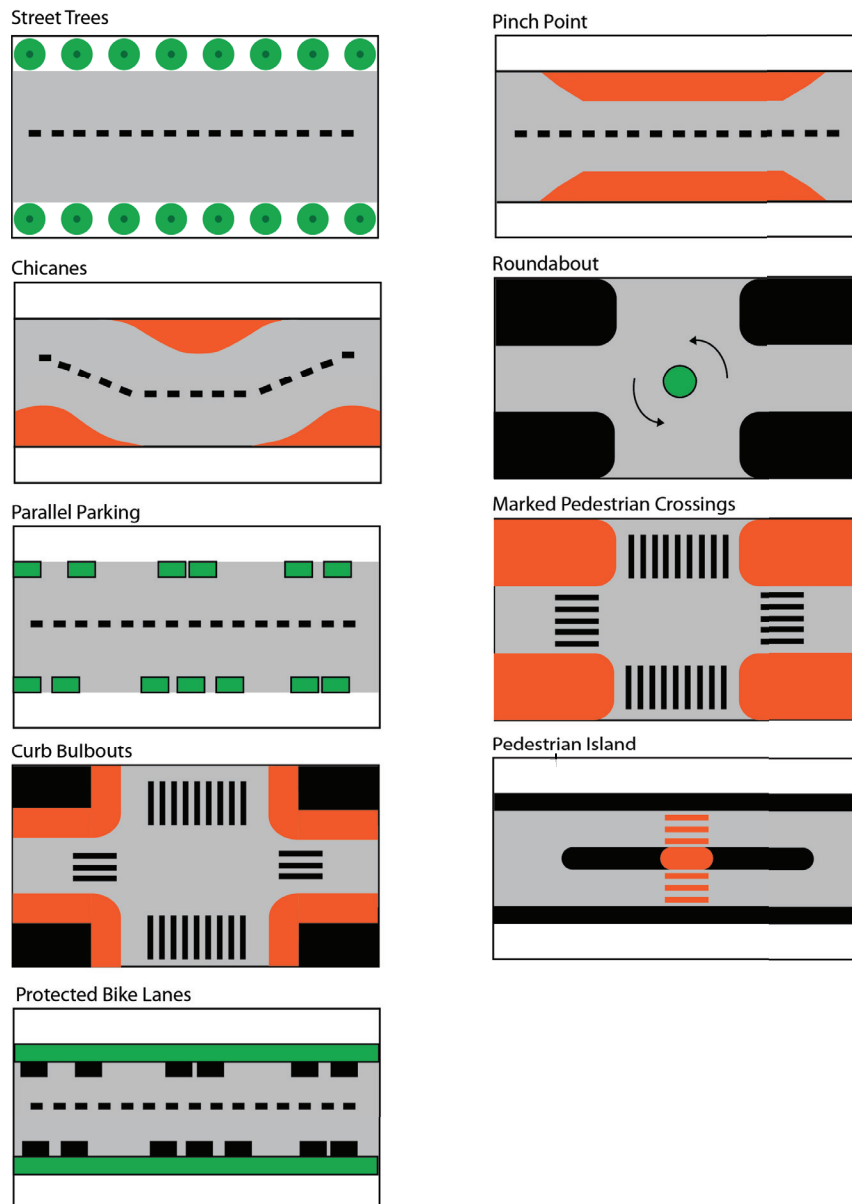 Street Trees
Pinch Point
Chicanes
Roundabout
Parallel Parking
Marked Pedestrian Crossings
Curb Bulbouts
Pedestrian Island
Protected Bike Lanes